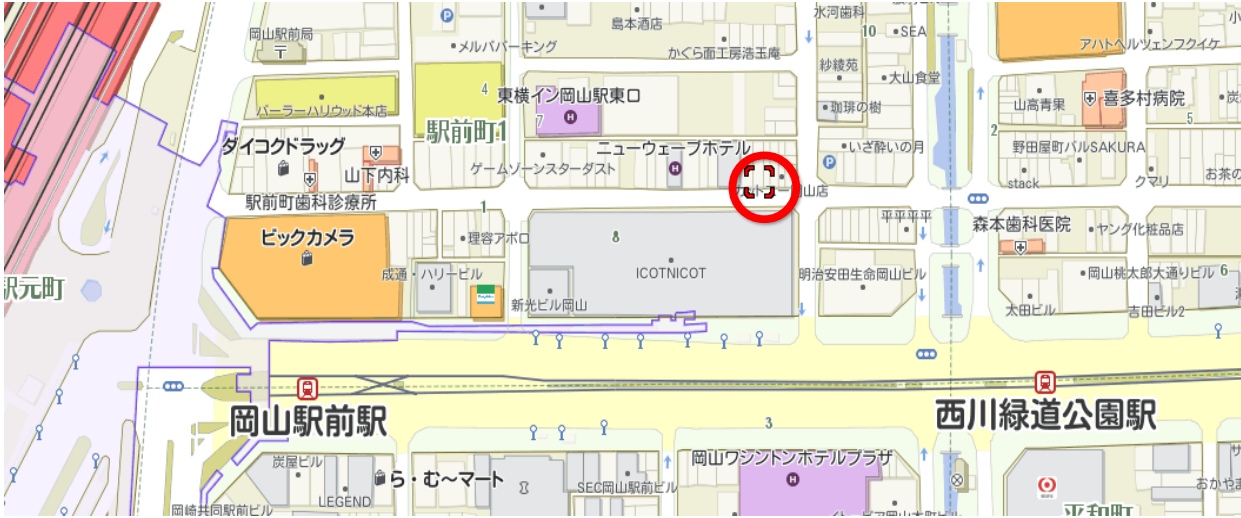 氷河歯科
岡山駅前局
島本酒店
メルパパーキング
かぐら面工房浩玉庵
10
SEA
アハトヘルツェンフクイケ
紗綾苑
大山食堂
東横イン岡山駅東口
4
7
パーラーハリウッド本店
駅前町1
珈琲の樹
山高青果
喜多村病院
5
2
ダイコクドラッグ
ニューウェーブホテル
いざ酔いの月
野田屋町バルSAKURA
山下内科
ゲームゾーンスターダスト
stack
クマリ
お茶の
駅前町歯科診療所
山店
1
平平平平
森本歯科医院
ヤング化粧品店
ビックカメラ
理容アポロ
8
駅元町
成通・ハリービル
ICOTNICOT
明治安田生命岡山ビル
岡山桃太郎大通りビル
6
新光ビル岡山
太田ビル
吉田ビル2
岡山駅前駅
西川緑道公園駅
3
炭屋ビル
ら・む～マート
岡山ワシントンホテルプラザ
LEGEND
SEC岡山駅前ビル
岡崎共同駅前ビル
おかやま
平和町